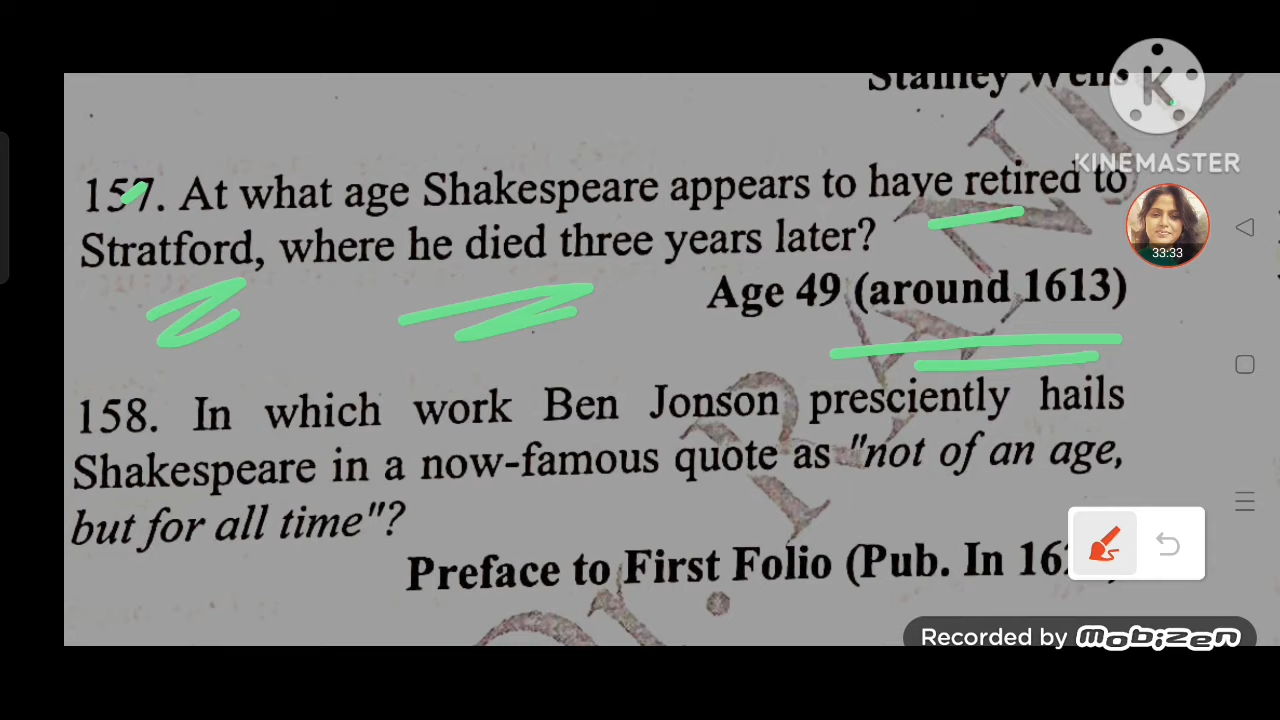 Stanley Wells
KINEMASTER
157. At what age Shakespeare appears to have retired to
Stratford, where he died three years later?
33:33
Age 49 (around 1613)
158. In which work Ben Jonson presciently hails
Shakespeare in a now-famous quote as "not of an age,
but for all time"?
Preface to First Folio (Pub. In
Recorded by mobizen